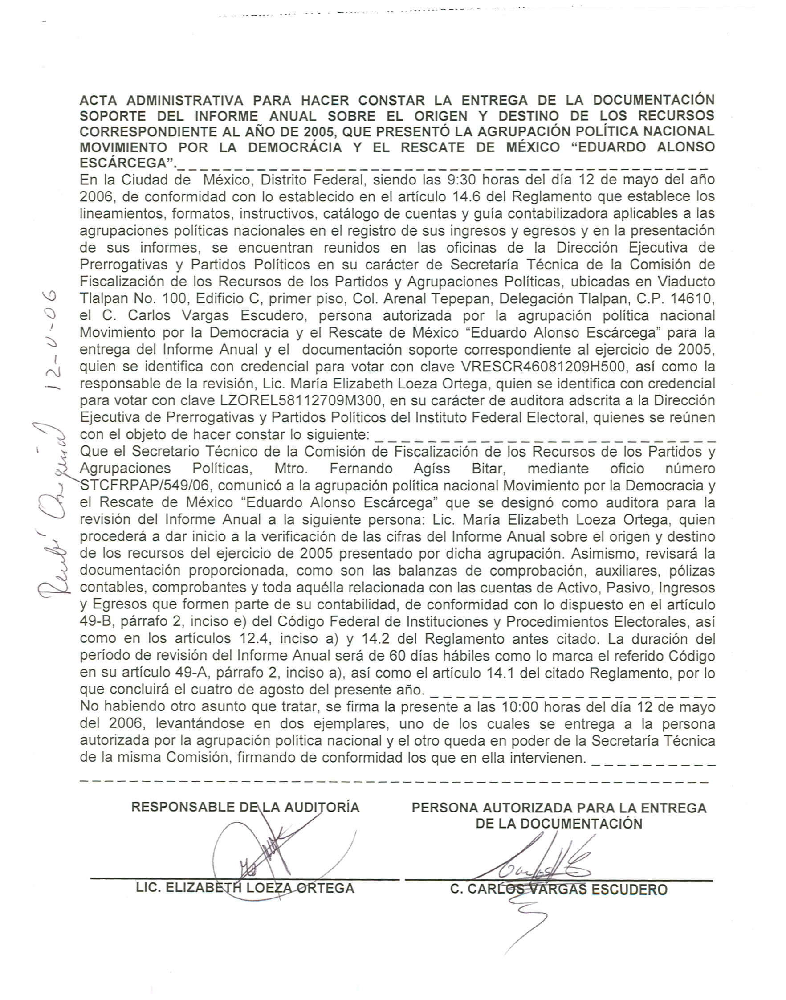 ACTA ADMINISTRATIVA PARA HACER CONSTAR LA ENTREGA DE LA DOCUMENTACIÓN
SOPORTE DEL INFORME ANUAL SOBRE EL ORIGEN Y DESTINO DE LOS RECURSOS
CORRESPONDIENTE AL AÑO DE 2005, QUE PRESENTÓ LA AGRUPACIÓN POLÍTICA NACIONAL
MOVIMIENTO POR LA DEMOCRÁCIA Y EL RESCATE DE MÉXICO “EDUARDO ALONSO
ESCÁRCEGA”.
En la Ciudad de México, Distrito Federal, siendo las 9:30 horas del día 12 de mayo del año
2006, de conformidad con lo establecido en el artículo 14.6 del Reglamento que establece los
lineamientos, formatos, instructivos, catálogo de cuentas y guía contabilizadora aplicables a las
agrupaciones políticas nacionales en el registro de sus ingresos y egresos y en la presentación
de sus informes, se encuentran reunidos en las oficinas de la Dirección Ejecutiva de
Prerrogativas y Partidos Políticos en su carácter de Secretaría Técnica de la Comisión de
Fiscalización de los Recursos de los Partidos y Agrupaciones Políticas, ubicadas en Viaducto
Tlalpan No. 100, Edificio C, primer piso, Col. Arenal Tepepan, Delegación Tlalpan, C.P. 14610,
el C. Carlos Vargas Escudero, persona autorizada por la agrupación política nacional
Movimiento por la Democracia y el Rescate de México “Eduardo Alonso Escárcega” para la
entrega del Informe Anual y el documentación soporte correspondiente al ejercicio de 2005,
quien se identifica con credencial para votar con clave VRESCR46081209H500, así como la
responsable de la revisión, Lic. María Elizabeth Loeza Ortega, quien se identifica con credencial
para votar con clave LZOREL58112709M300, en su carácter de auditora adscrita a la Dirección
Ejecutiva de Prerrogativas y Partidos Políticos del Instituto Federal Electoral, quienes se reúnen
con el objeto de hacer constar lo siguiente:
Que el Secretario Técnico de la Comisión de Fiscalización de los Recursos de los Partidos y
Agrupaciones Políticas, Mtro. Fernando Agíss Bitar, mediante oficio número
STCFRPAP/549/06, comunicó a la agrupación política nacional Movimiento por la Democracia y
el Rescate de México “Eduardo Alonso Escárcega” que se designó como auditora para la
revisión del Informe Anual a la siguiente persona: Lic. María Elizabeth Loeza Ortega, quien
procederá a dar inicio a la verificación de las cifras del Informe Anual sobre el origen y destino
de los recursos del ejercicio de 2005 presentado por dicha agrupación. Asimismo, revisará la
documentación proporcionada, como son las balanzas de comprobación, auxiliares, pólizas
contables, comprobantes y toda aquélla relacionada con las cuentas de Activo, Pasivo, Ingresos
y Egresos que formen parte de su contabilidad, de conformidad con lo dispuesto en el artículo
49-B, párrafo 2, inciso e) del Código Federal de Instituciones y Procedimientos Electorales, así
como en los artículos 12.4, inciso a) y 14.2 del Reglamento antes citado. La duración del
período de revisión del Informe Anual será de 60 días hábiles como lo marca el referido Código
en su artículo 49-A, párrafo 2, inciso a), así como el artículo 14.1 del citado Reglamento, por lo
que concluirá el cuatro de agosto del presente año.
No habiendo otro asunto que tratar, se firma la presente a las 10:00 horas del día 12 de mayo
del 2006, levantándose en dos ejemplares, uno de los cuales se entrega a la persona
autorizada por la agrupación política nacional y el otro queda en poder de la Secretaría Técnica
de la misma Comisión, firmando de conformidad los que en ella intervienen.
RESPONSABLE DE LA AUDITORÍA
LIC. ELIZABETH LOEZA ORTEGA
PERSONA AUTORIZADA PARA LA ENTREGA
DE LA DOCUMENTACIÓN
C. CARLOS VARGAS ESCUDERO
Recibí Original 12-V-06